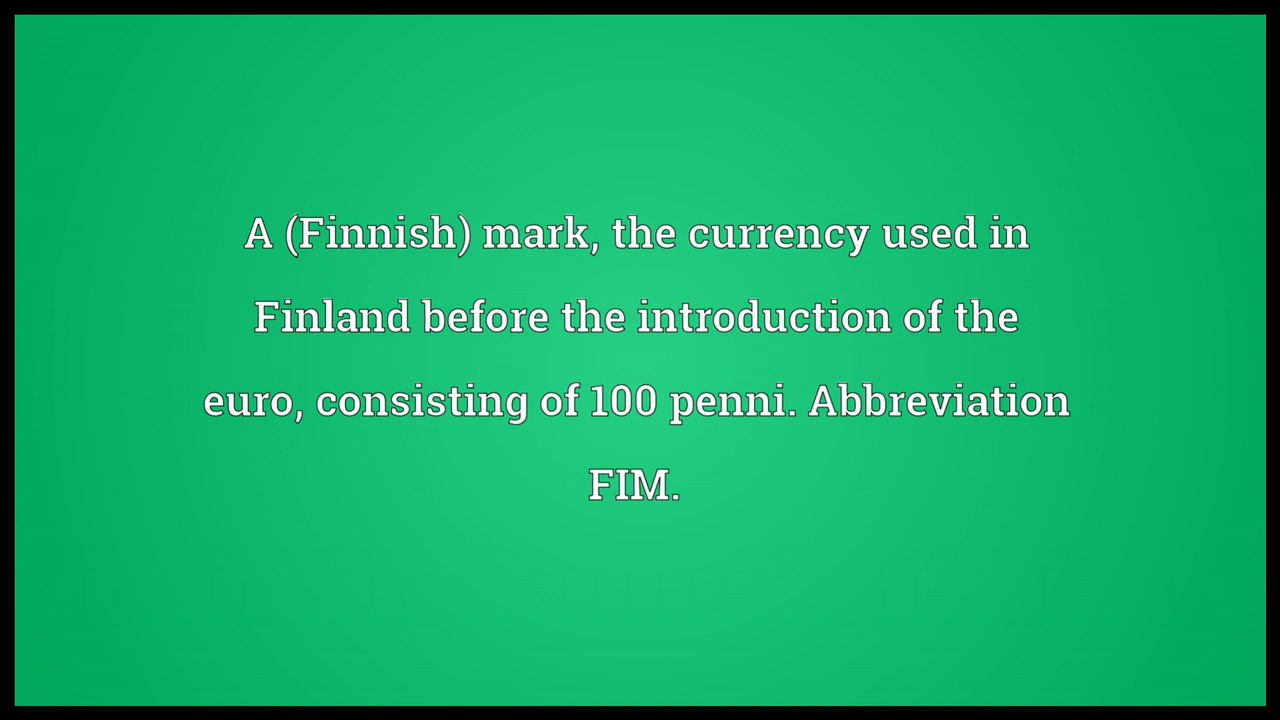 A (Finnish) mark, the currency used in
Finland before the introduction of the
euro, consisting of 100 penni. Abbreviation
FIM.